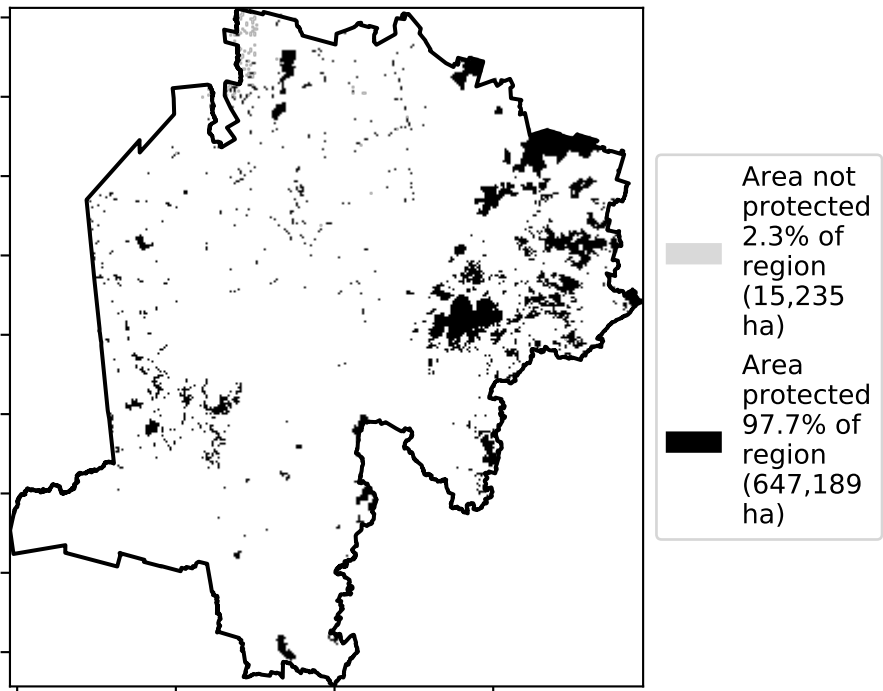 Area not
protected
2.3% of
region
(15,235
ha)
Area
protected
97.7% of
region
(647,189
ha)